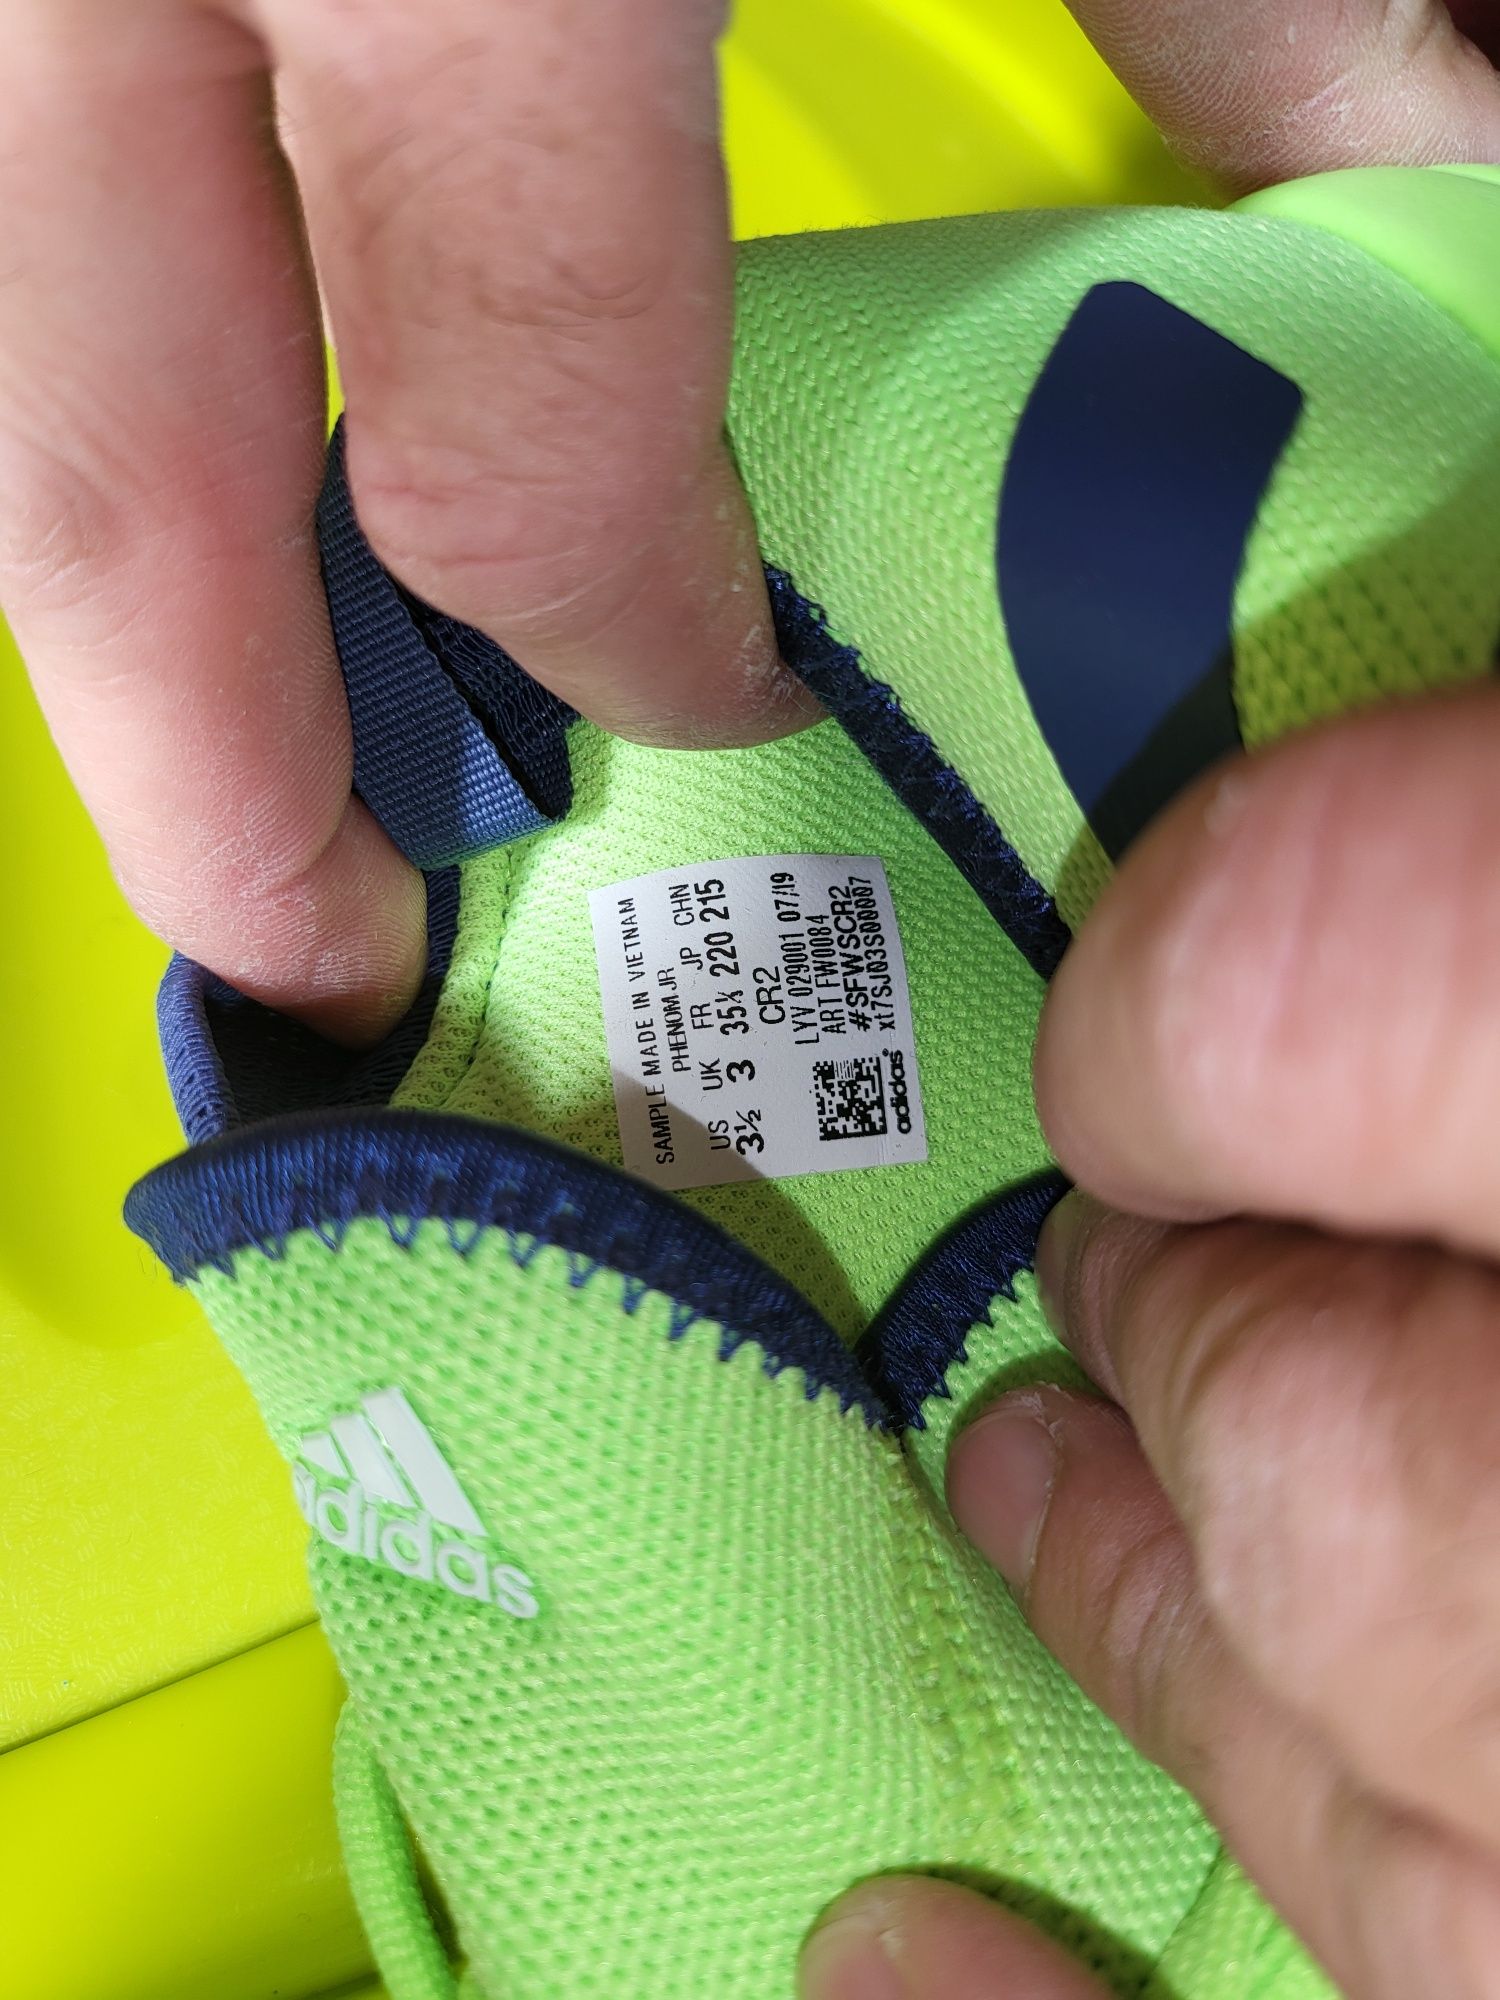 SAMPLE MADE IN VIETNAM
PHENOM JR
US UK FR JP CHN
3½ 3 35½ 220 215
CR2
LYV 029001 07/19
ART FW0084
#SFWSCR2
xt7SJ03S00007
adidas
adidas